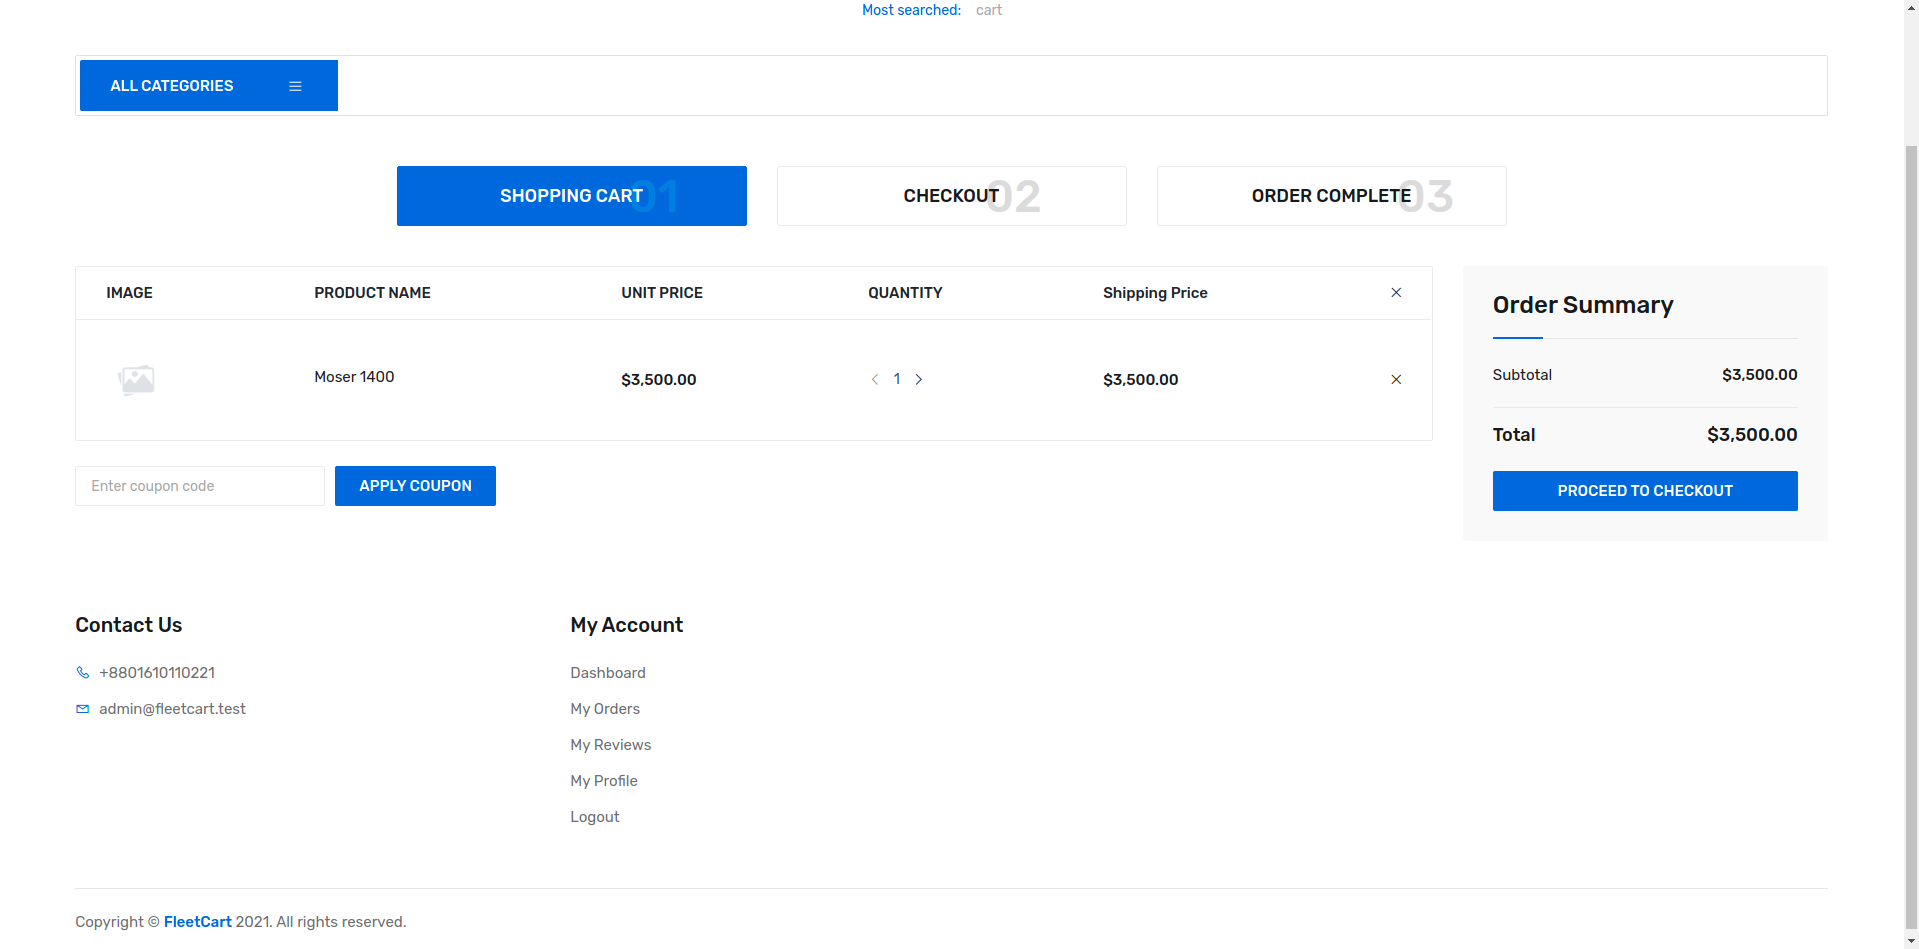 Most searched: cart
ALL CATEGORIES
SHOPPING CART 01
CHECKOUT 02
ORDER COMPLETE 03
IMAGE PRODUCT NAME UNIT PRICE QUANTITY Shipping Price
Moser 1400 $3,500.00 1 $3,500.00
Enter coupon code APPLY COUPON
Order Summary
Subtotal $3,500.00
Total $3,500.00
PROCEED TO CHECKOUT
Contact Us
+8801610110221
admin@fleetcart.test
My Account
Dashboard
My Orders
My Reviews
My Profile
Logout
Copyright © FleetCart 2021. All rights reserved.